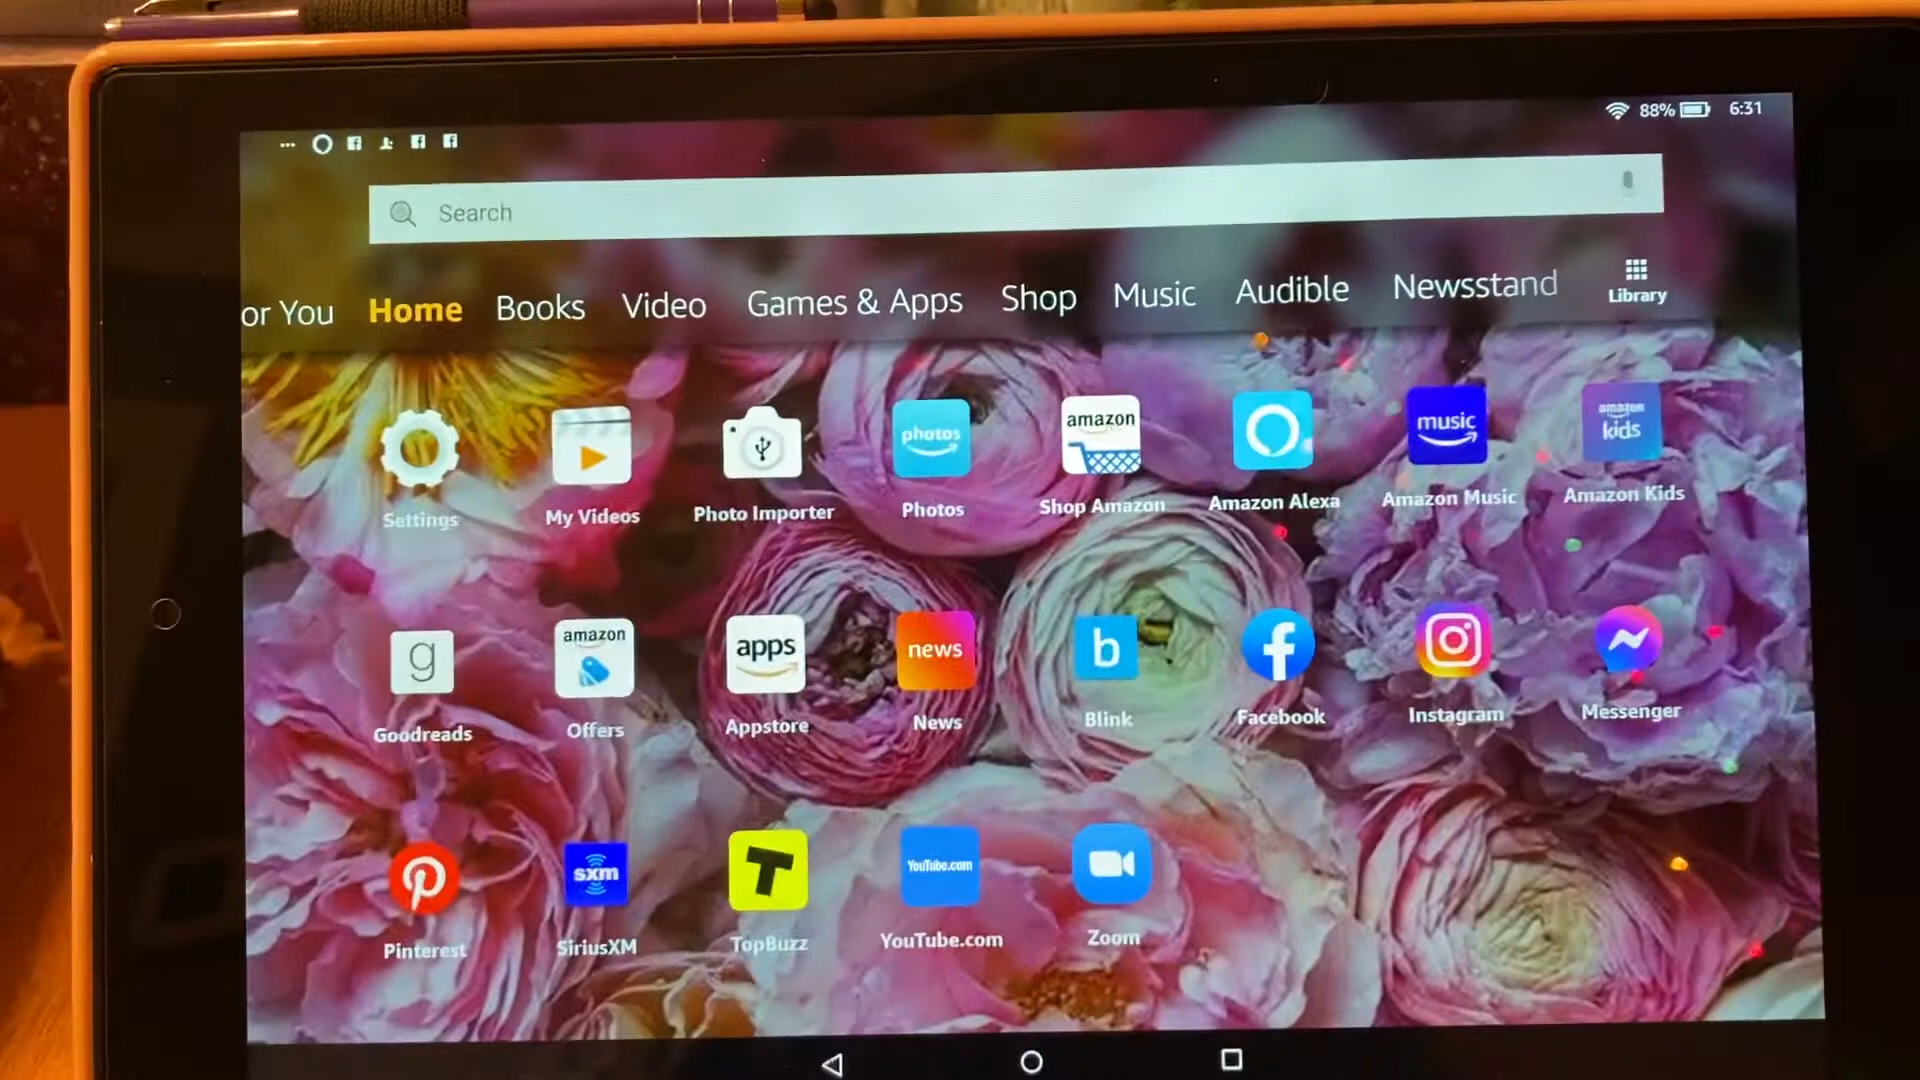 88% 6:31
Search
or You Home Books Video Games & Apps Shop Music Audible Newsstand Library
photos amazon music amazon kids
Settings My Videos Photo Importer Photos Shop Amazon Amazon Alexa Amazon Music Amazon Kids
g amazon apps news b f
Goodreads Offers Appstore News Blink Facebook Instagram Messenger
sxm T YouTube.com
Pinterest SiriusXM TopBuzz YouTube.com Zoom